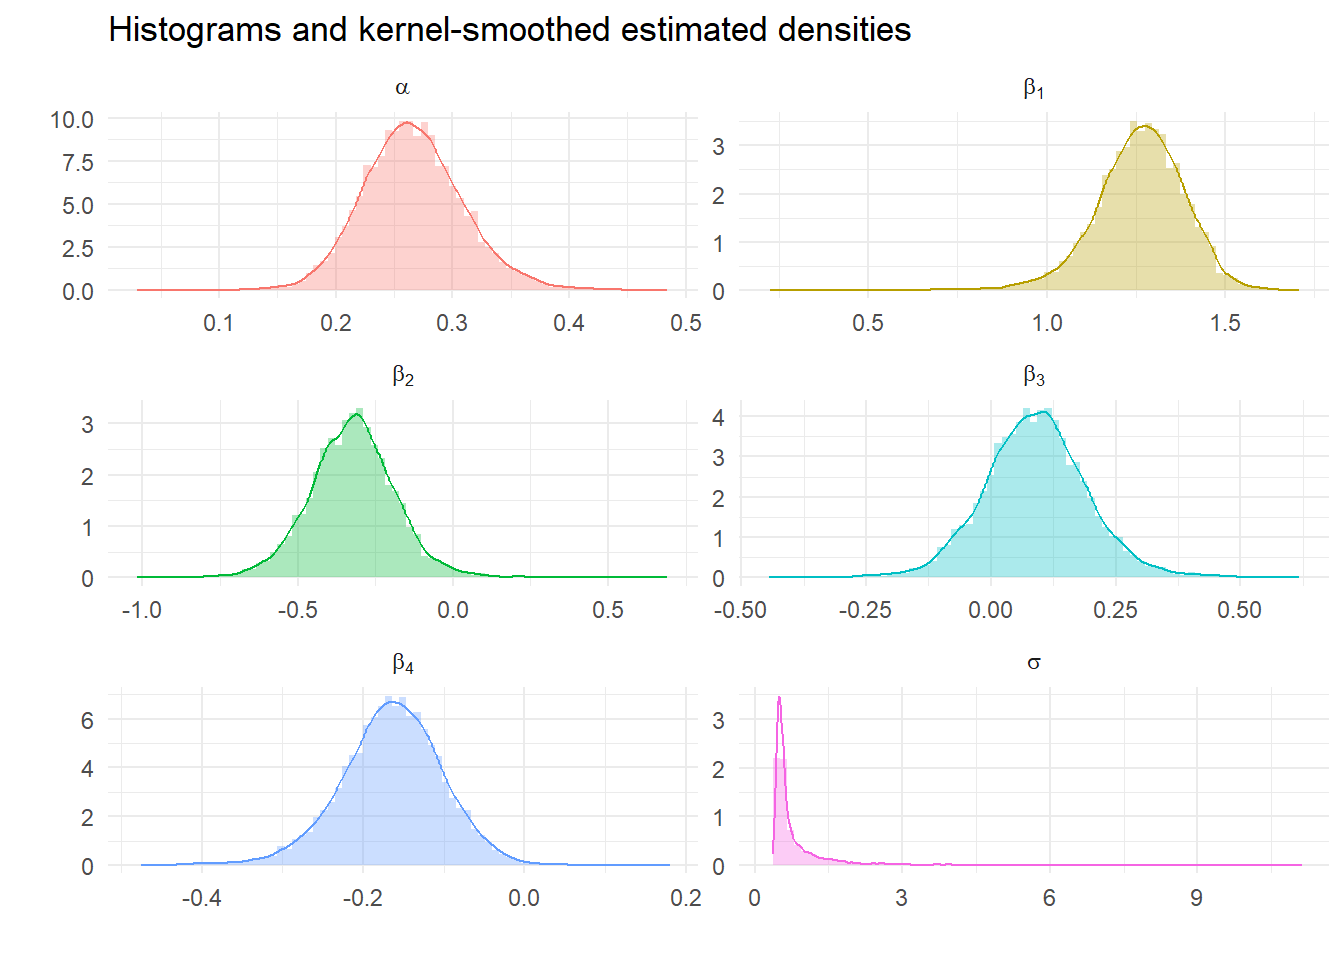 Histograms and kernel-smoothed estimated densities
α
β1
10.0
7.5
5.0
2.5
0.0
3
2
1
0
0.1 0.2 0.3 0.4 0.5
0.5 1.0 1.5
β2
β3
3
2
1
0
4
3
2
1
0
-1.0 -0.5 0.0 0.5
-0.50 -0.25 0.00 0.25 0.50
β4
σ
6
4
2
0
3
2
1
0
-0.4 -0.2 0.0 0.2
0 3 6 9